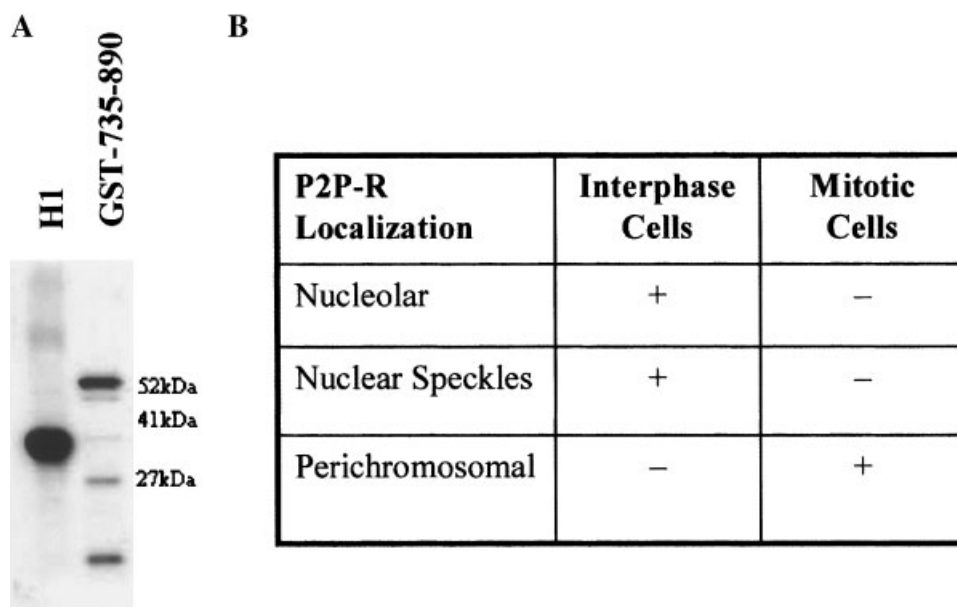 A
H1
GST-735-890
52kDa
41kDa
27kDa
B
P2P-R Localization
Interphase Cells
Mitotic Cells
Nucleolar + –
Nuclear Speckles + –
Perichromosomal – +